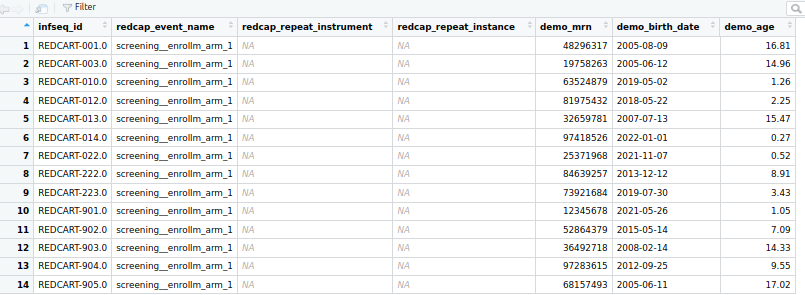 Filter
infseq_id redcap_event_name redcap_repeat_instrument redcap_repeat_instance demo_mrn demo_birth_date demo_age
1 REDCART-001.0 screening__enrollm_arm_1 NA NA 48296317 2005-08-09 16.81
2 REDCART-003.0 screening__enrollm_arm_1 NA NA 19758263 2005-06-12 14.96
3 REDCART-010.0 screening__enrollm_arm_1 NA NA 63524879 2019-05-02 1.26
4 REDCART-012.0 screening__enrollm_arm_1 NA NA 81975432 2018-05-22 2.25
5 REDCART-013.0 screening__enrollm_arm_1 NA NA 32659781 2007-07-13 15.47
6 REDCART-014.0 screening__enrollm_arm_1 NA NA 97418526 2022-01-01 0.27
7 REDCART-022.0 screening__enrollm_arm_1 NA NA 25371968 2021-11-07 0.52
8 REDCART-222.0 screening__enrollm_arm_1 NA NA 84639257 2013-12-12 8.91
9 REDCART-223.0 screening__enrollm_arm_1 NA NA 73921684 2019-07-30 3.43
10 REDCART-901.0 screening__enrollm_arm_1 NA NA 12345678 2021-05-26 1.05
11 REDCART-902.0 screening__enrollm_arm_1 NA NA 52864379 2015-05-14 7.09
12 REDCART-903.0 screening__enrollm_arm_1 NA NA 36492718 2008-02-14 14.33
13 REDCART-904.0 screening__enrollm_arm_1 NA NA 97283615 2012-09-25 9.55
14 REDCART-905.0 screening__enrollm_arm_1 NA NA 68157493 2005-06-11 17.02